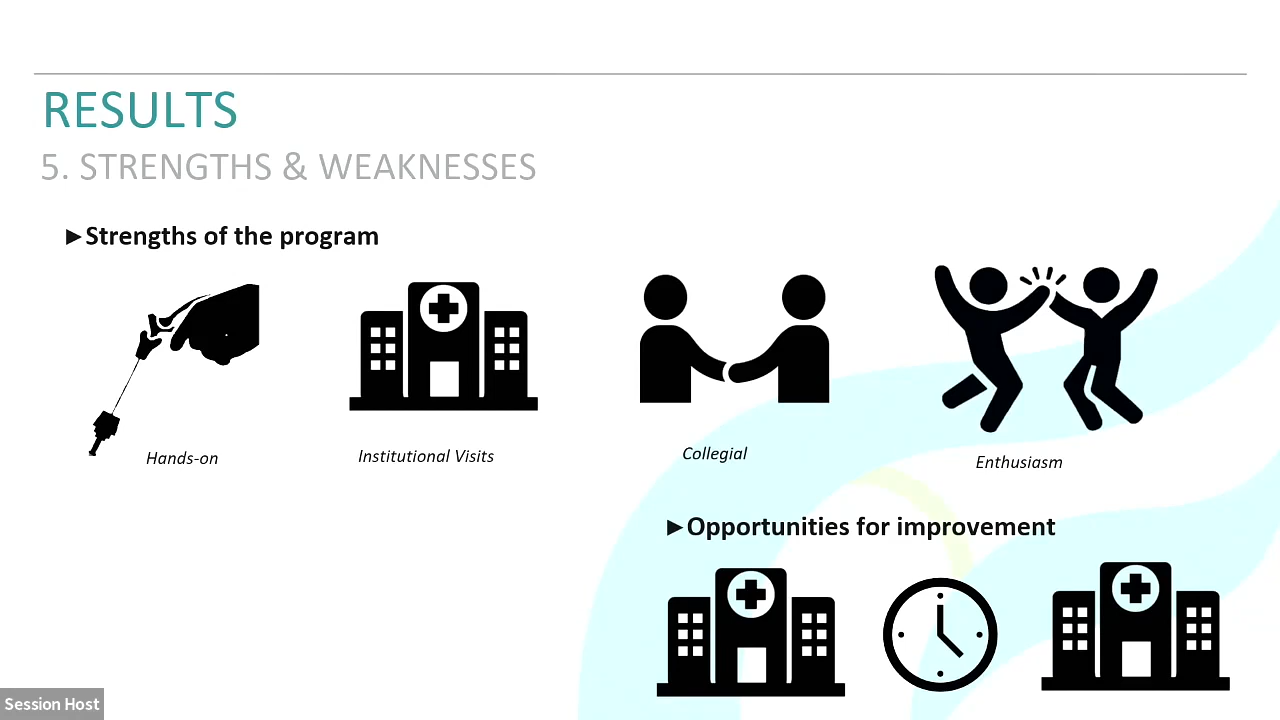 RESULTS
5. STRENGTHS & WEAKNESSES
►Strengths of the program
Hands-on
Institutional Visits
Collegial
Enthusiasm
►Opportunities for improvement
Session Host